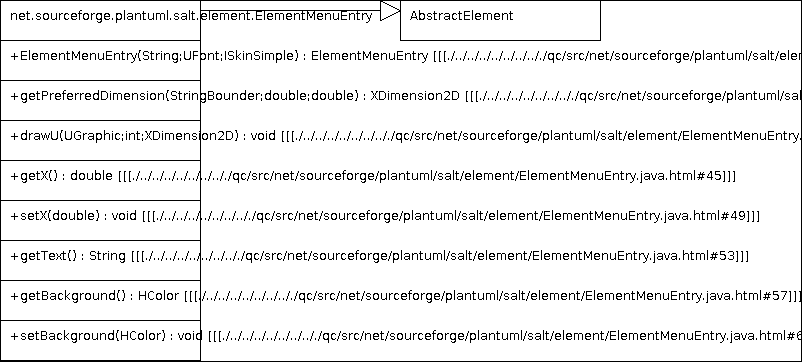 net.sourceforge.plantuml.salt.element.ElementMenuEntry
AbstractElement
+ElementMenuEntry(String;UFont;ISkinSimple) : ElementMenuEntry [[[./../../../../../../../qc/src/net/sourceforge/plantuml/salt/elem
+getPreferredDimension(StringBounder;double;double) : XDimension2D [[[./../../../../../../../qc/src/net/sourceforge/plantuml/sal
+drawU(UGraphic;int;XDimension2D) : void [[[./../../../../../../../qc/src/net/sourceforge/plantuml/salt/element/ElementMenuEntry.
+getX() : double [[[./../../../../../../../qc/src/net/sourceforge/plantuml/salt/element/ElementMenuEntry.java.html#45]]]
+setX(double) : void [[[./../../../../../../../qc/src/net/sourceforge/plantuml/salt/element/ElementMenuEntry.java.html#49]]]
+getText() : String [[[./../../../../../../../qc/src/net/sourceforge/plantuml/salt/element/ElementMenuEntry.java.html#53]]]
+getBackground() : HColor [[[./../../../../../../../qc/src/net/sourceforge/plantuml/salt/element/ElementMenuEntry.java.html#57]]]
+setBackground(HColor) : void [[[./../../../../../../../qc/src/net/sourceforge/plantuml/salt/element/ElementMenuEntry.java.html#6